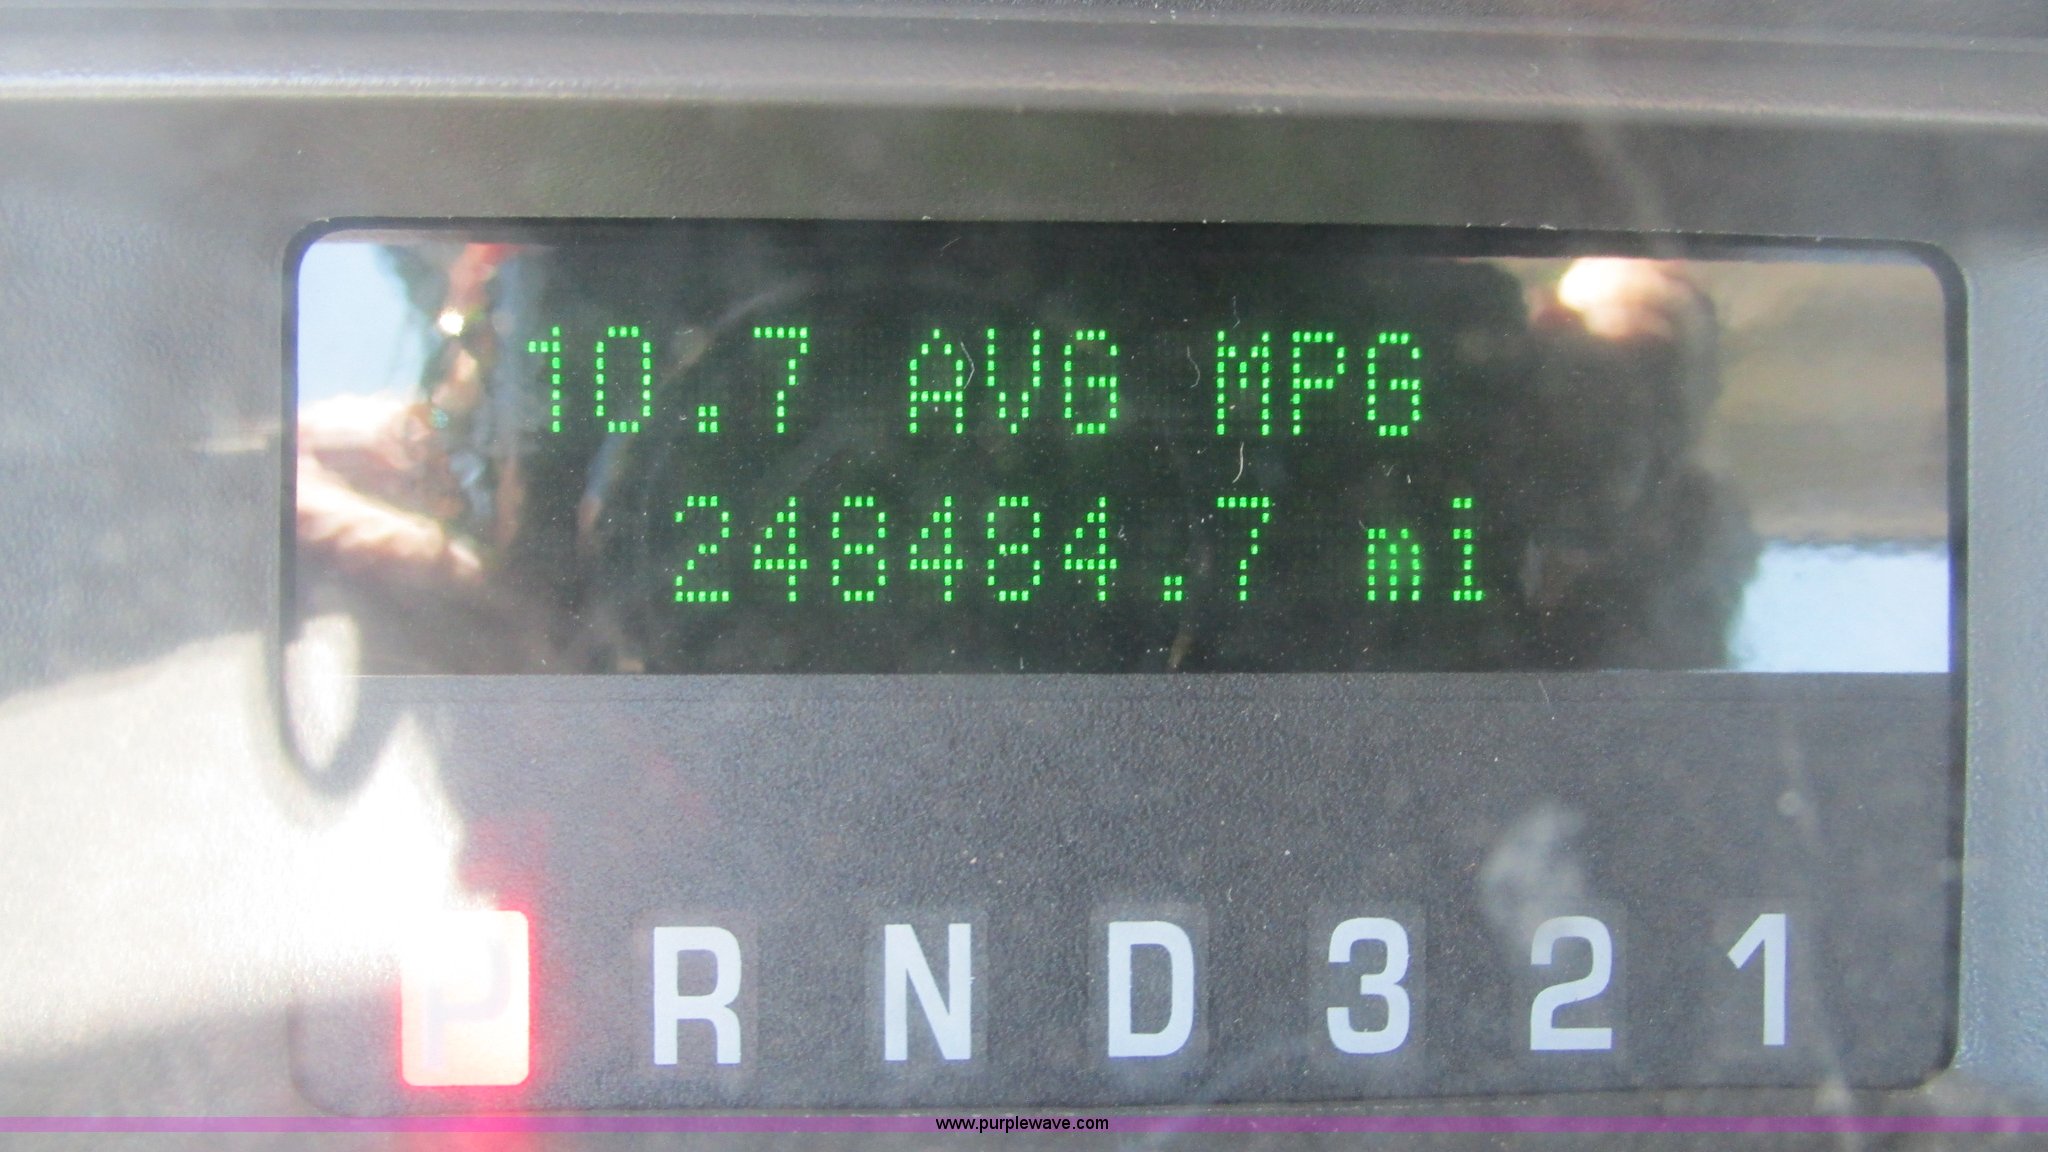 10.7 AVG MPG
248484.7 mi
P R N D 3 2 1
www.purplewave.com